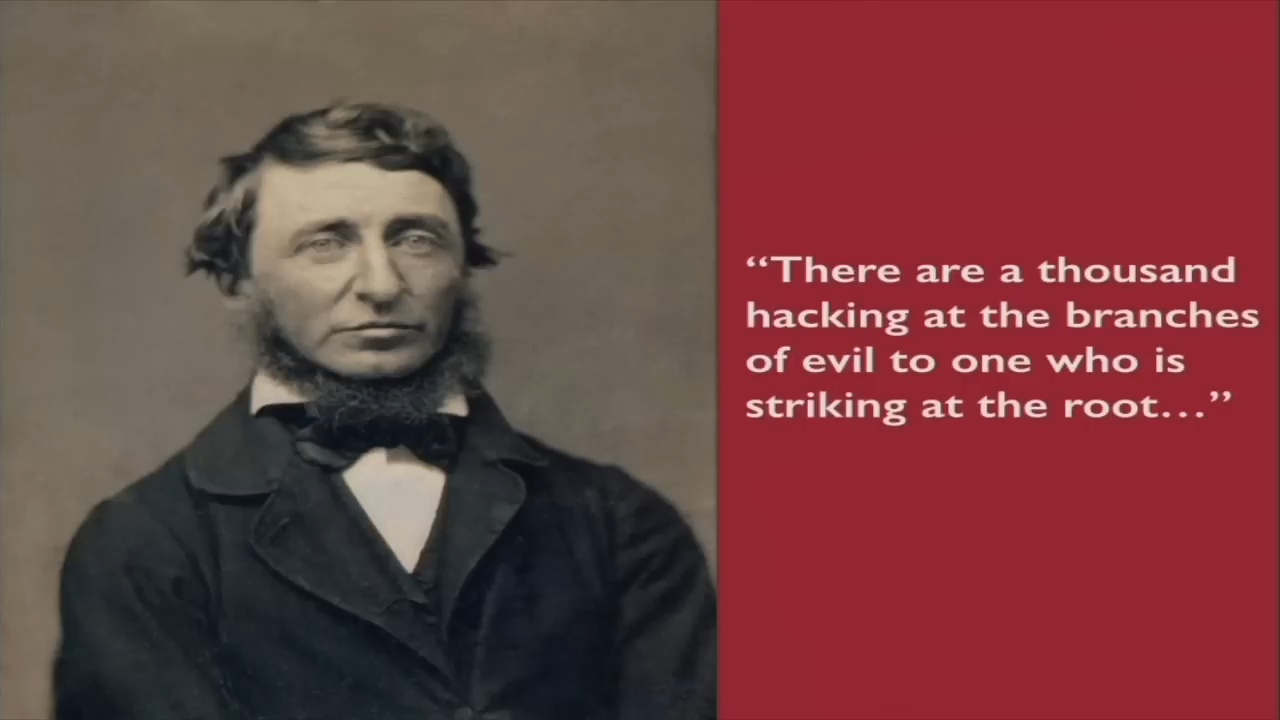 “There are a thousand
hacking at the branches
of evil to one who is
striking at the root…”